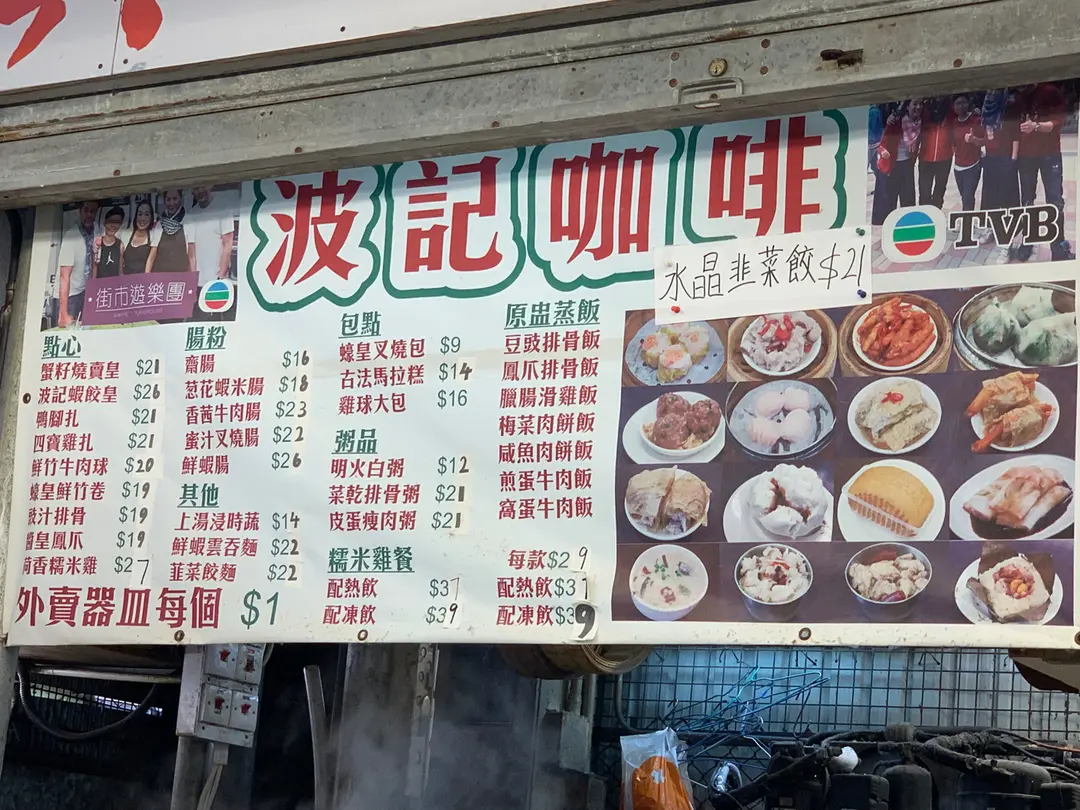 波記咖啡
TVB
水晶韭菜餃$21
街市遊樂團
點心
蟹籽燒賣皇 $21
波記蝦餃皇 $26
鴨腳扎 $21
四寶雞扎 $21
鮮竹牛肉球 $20
蠔皇鮮竹卷 $19
豉汁排骨 $19
醬皇鳳爪 $19
荷香糯米雞 $27
腸粉
齋腸 $16
葱花蝦米腸 $18
香茜牛肉腸 $23
蜜汁叉燒腸 $22
鮮蝦腸 $26
其他
上湯浸時蔬 $14
鮮蝦雲吞麵 $22
韮菜餃麵 $22
包點
蠔皇叉燒包 $9
古法馬拉糕 $14
雞球大包 $16
粥品
明火白粥 $12
菜乾排骨粥 $21
皮蛋瘦肉粥 $21
糯米雞餐
配熱飲 $37
配凍飲 $39
原盅蒸飯
豆豉排骨飯
鳳爪排骨飯
臘腸滑雞飯
梅菜肉餅飯
咸魚肉餅飯
煎蛋牛肉飯
窩蛋牛肉飯
每款$29
配熱飲$37
配凍飲$39
外賣器皿每個 $1